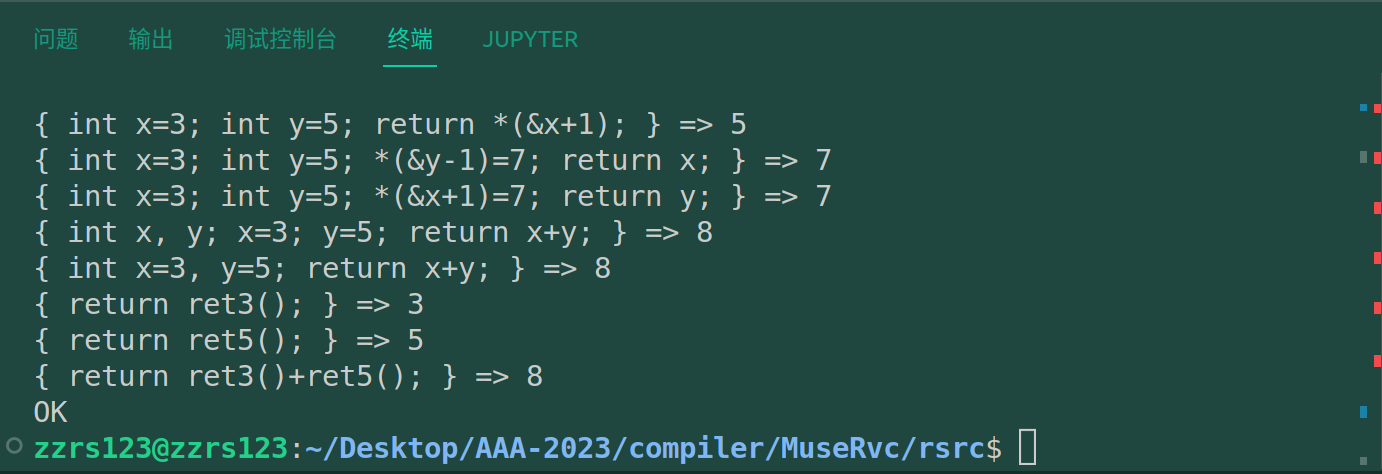 问题 输出 调试控制台 终端 JUPYTER
{ int x=3; int y=5; return *(&x+1); } => 5
{ int x=3; int y=5; *(&y-1)=7; return x; } => 7
{ int x=3; int y=5; *(&x+1)=7; return y; } => 7
{ int x, y; x=3; y=5; return x+y; } => 8
{ int x=3, y=5; return x+y; } => 8
{ return ret3(); } => 3
{ return ret5(); } => 5
{ return ret3()+ret5(); } => 8
OK
zzrs123@zzrs123:~/Desktop/AAA-2023/compiler/MuseRvc/rsrc$